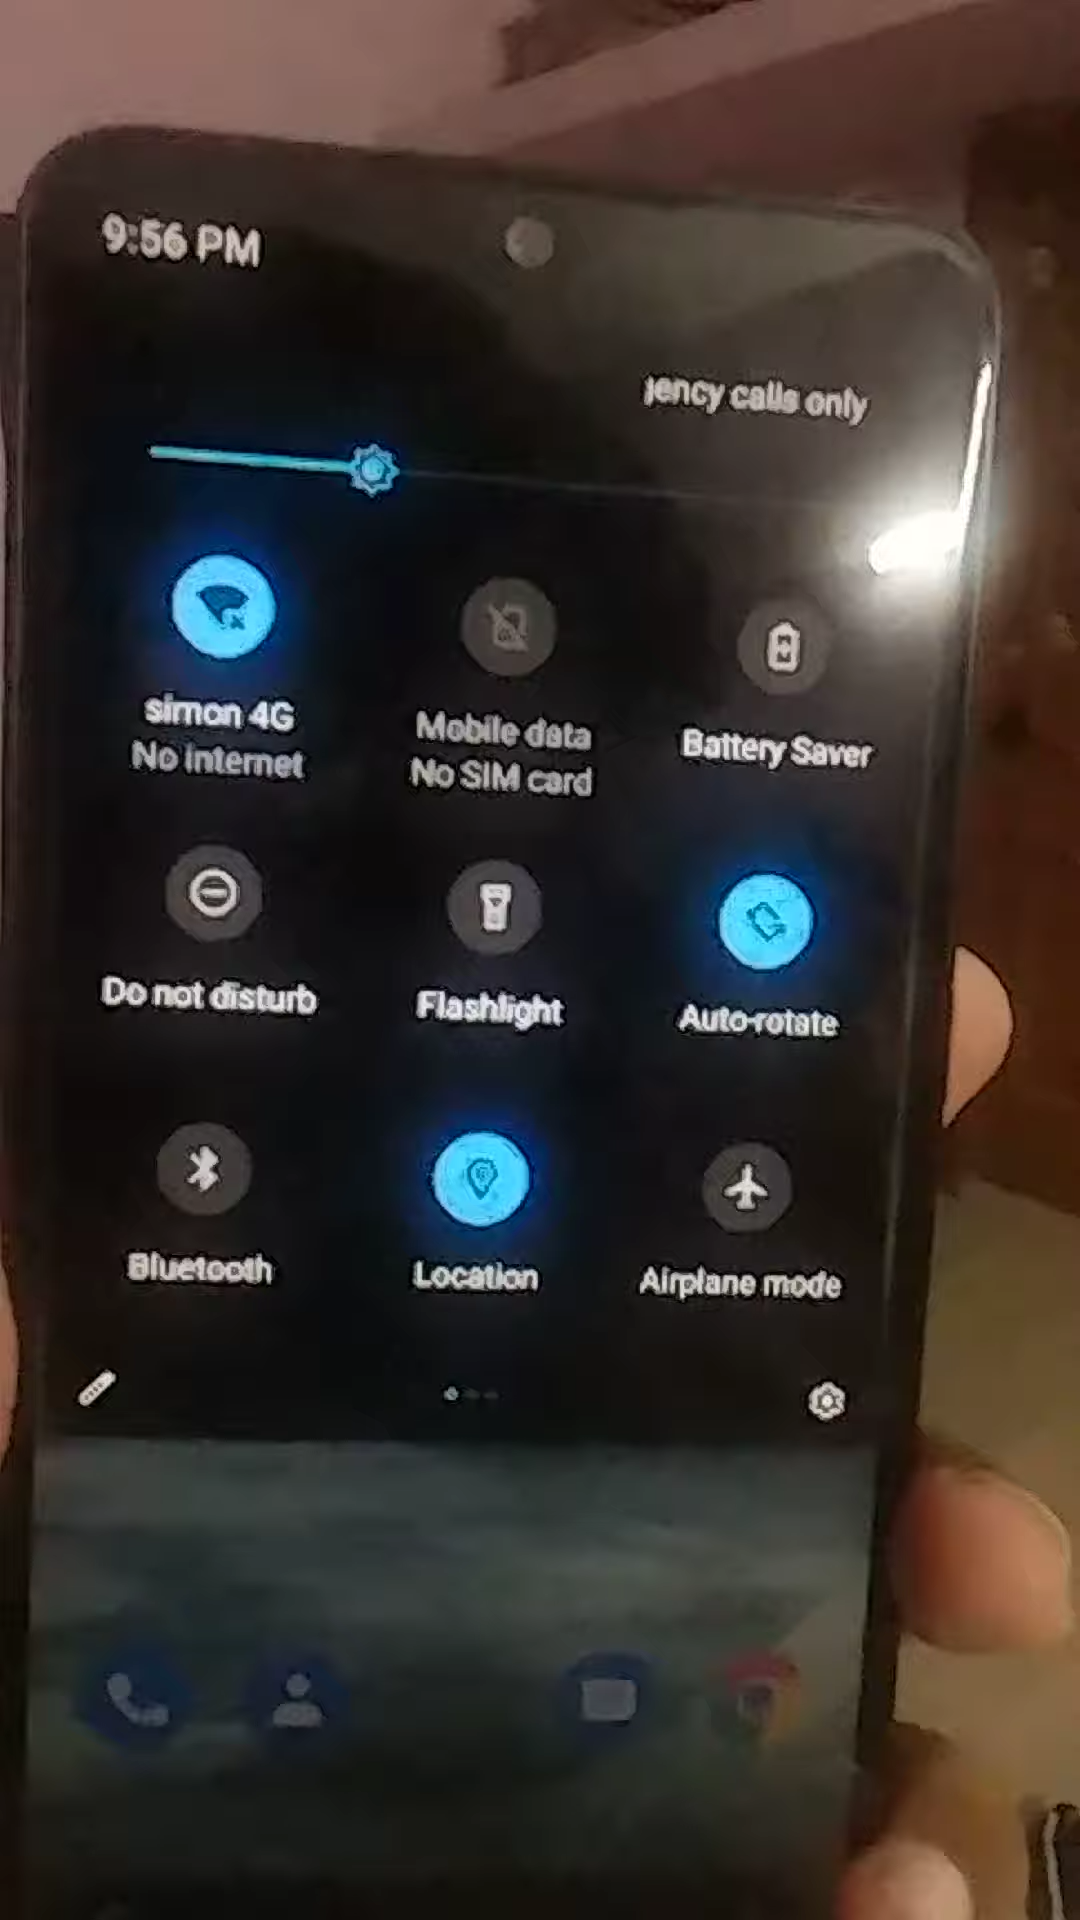 9:56 PM
ency calls only
simon 4G
No internet
Mobile data
No SIM card
Battery Saver
Do not disturb
Flashlight
Auto-rotate
Bluetooth
Location
Airplane mode